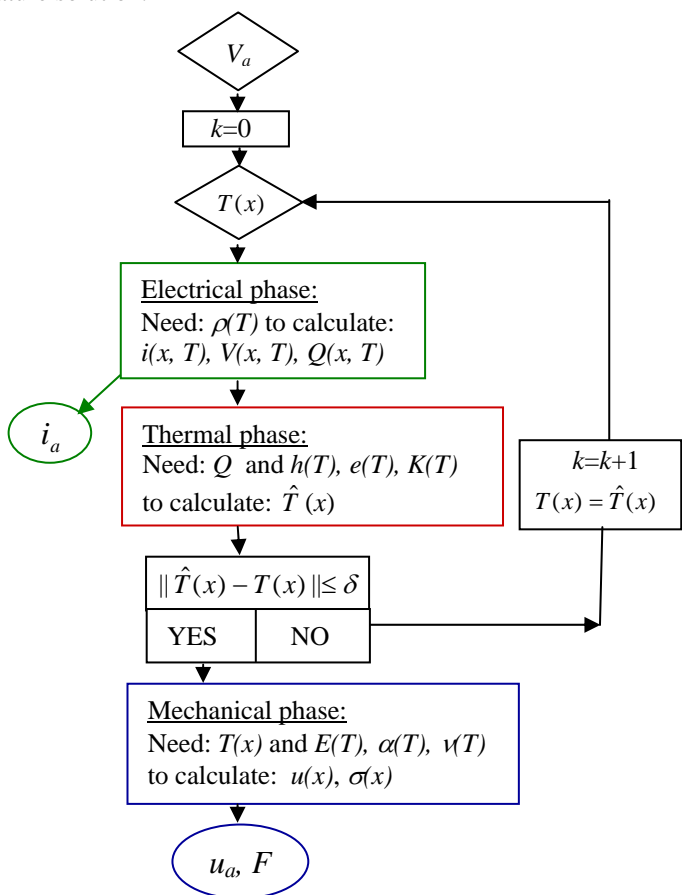 V_a
k=0
T(x)
Electrical phase:
Need: ρ(T) to calculate:
i(x, T), V(x, T), Q(x, T)
i_a
Thermal phase:
Need: Q and h(T), e(T), K(T)
to calculate: T̂ (x)
k=k+1
T(x) = T̂(x)
|| T̂(x) − T(x) ||≤ δ
YES NO
Mechanical phase:
Need: T(x) and E(T), α(T), ν(T)
to calculate: u(x), σ(x)
u_a, F